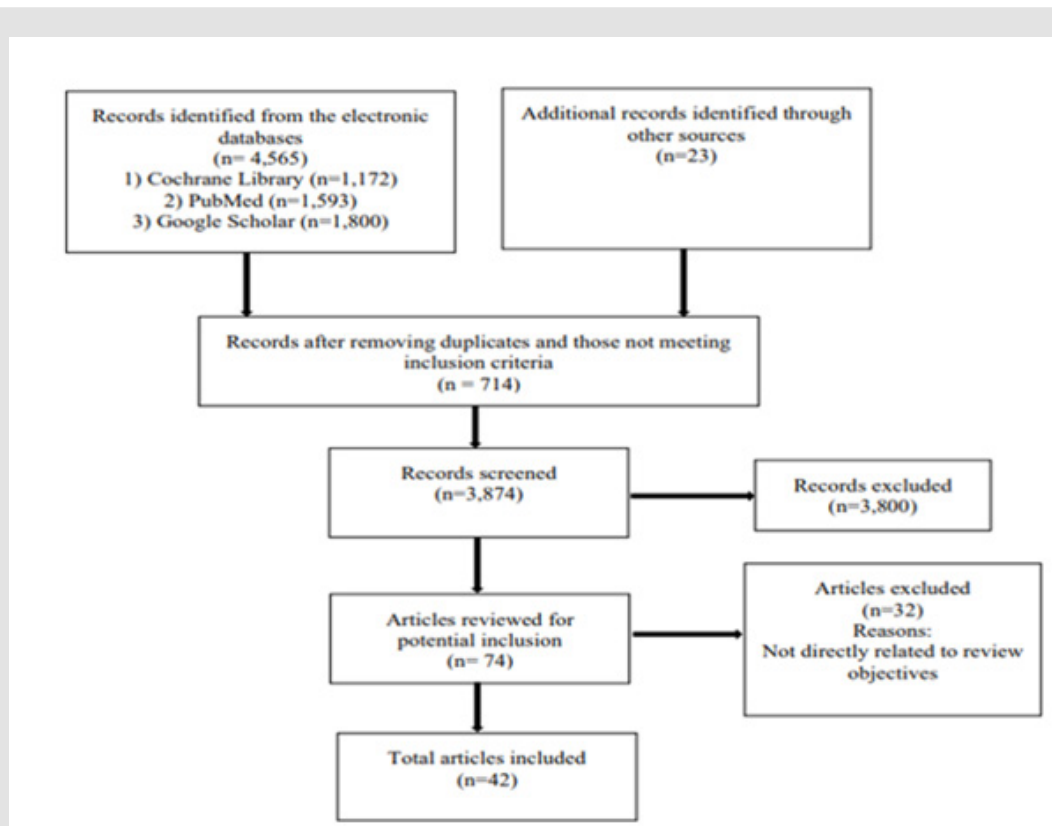 Records identified from the electronic
databases
(n= 4,565)
1) Cochrane Library (n=1,172)
2) PubMed (n=1,593)
3) Google Scholar (n=1,800)
Additional records identified through
other sources
(n=23)
Records after removing duplicates and those not meeting
inclusion criteria
(n = 714)
Records screened
(n=3,874)
Records excluded
(n=3,800)
Articles reviewed for
potential inclusion
(n= 74)
Articles excluded
(n=32)
Reasons:
Not directly related to review
objectives
Total articles included
(n=42)